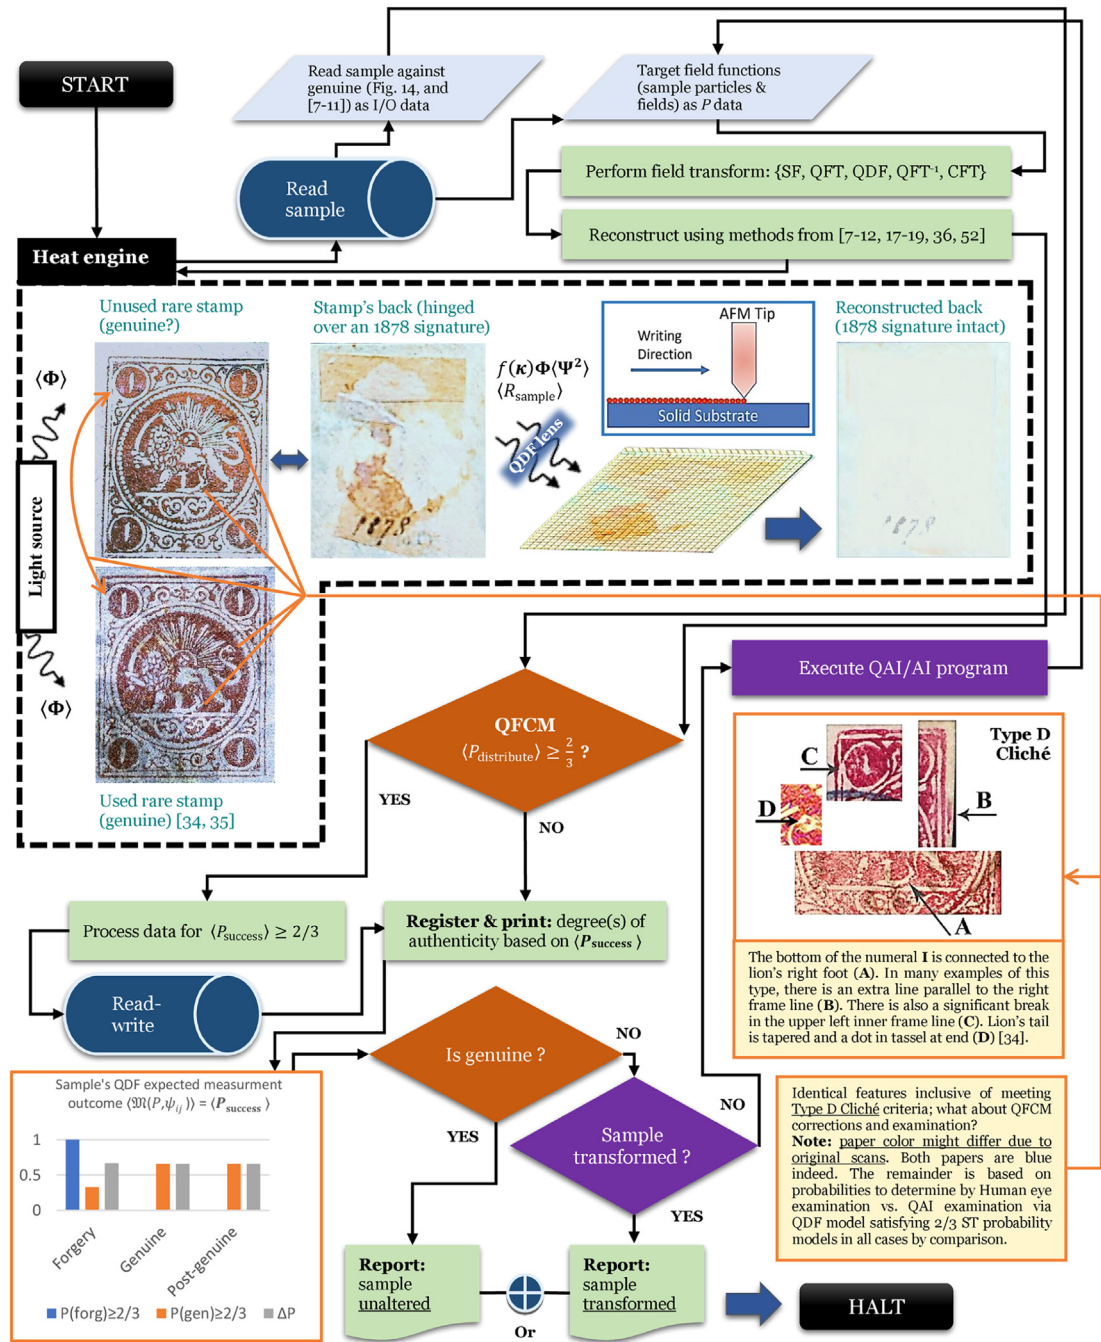 START
Read sample against
genuine (Fig. 14, and
[7-11]) as I/O data
Target field functions
(sample particles &
fields) as P data
Read
sample
Perform field transform: {SF, QFT, QDF, QFT⁻¹, CFT}
Reconstruct using methods from [7-12, 17-19, 36, 52]
Heat engine
Unused rare stamp
(genuine?)
Stamp's back (hinged
over an 1878 signature)
Reconstructed back
(1878 signature intact)
AFM Tip
Writing
Direction
Solid Substrate
f(κ)Φ⟨Ψ²⟩
⟨R_sample⟩
QDF lens
⟨Φ⟩
Light source
⟨Φ⟩
1878
1878
Used rare stamp
(genuine) [34, 35]
QFCM
⟨P_distribute⟩ ≥ 2/3 ?
YES
NO
Execute QAI/AI program
Type D
Cliché
C
B
D
A
The bottom of the numeral I is connected to the
lion's right foot (A). In many examples of this
type, there is an extra line parallel to the right
frame line (B). There is also a significant break
in the upper left inner frame line (C). Lion's tail
is tapered and a dot in tassel at end (D) [34].
Process data for ⟨P_success⟩ ≥ 2/3
Register & print: degree(s) of
authenticity based on ⟨P_success⟩
Read-
write
Is genuine ?
NO
YES
Sample
transformed ?
NO
YES
Identical features inclusive of meeting
Type D Cliché criteria; what about QFCM
corrections and examination?
Note: paper color might differ due to
original scans. Both papers are blue
indeed. The remainder is based on
probabilities to determine by Human eye
examination vs. QAI examination via
QDF model satisfying 2/3 ST probability
models in all cases by comparison.
Sample's QDF expected measurment
outcome ⟨𝔐(P,ψ_ij)⟩ = ⟨P_success⟩
1
0.5
0
Forgery
Genuine
Post-genuine
P(forg)≥2/3
P(gen)≥2/3
ΔP
Report:
sample
unaltered
Or
Report:
sample
transformed
HALT